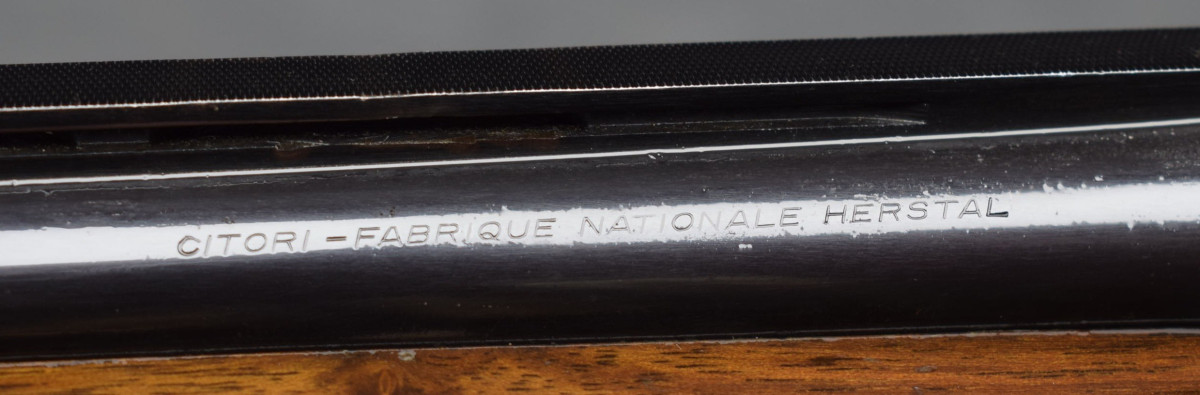 CITORI - FABRIQUE NATIONALE HERSTAL